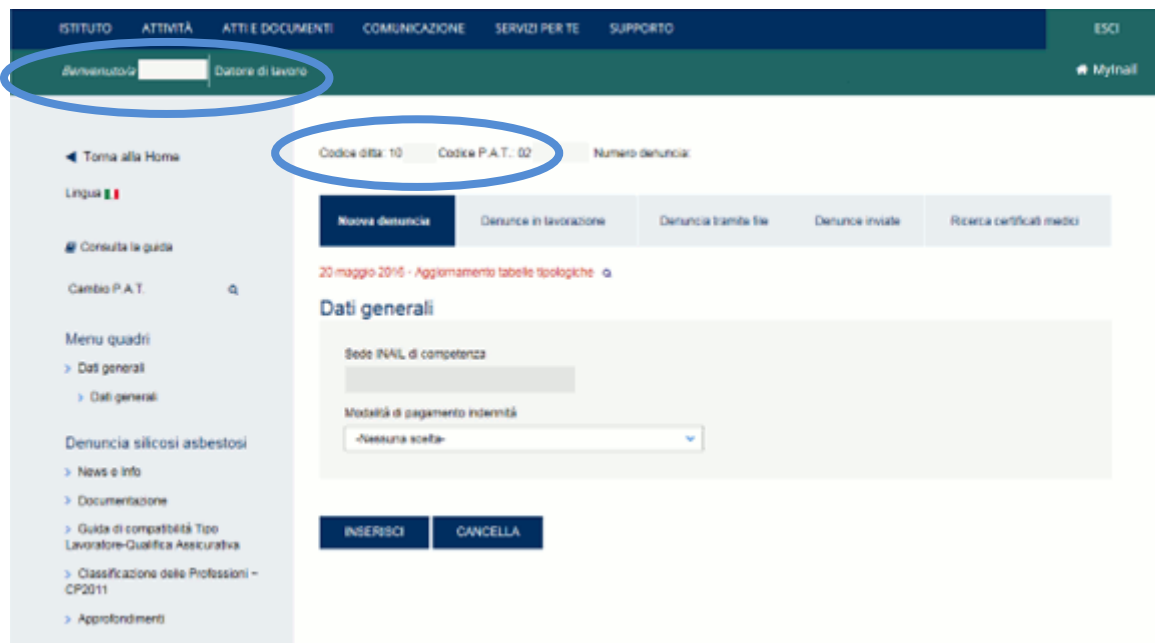 ISTITUTO ATTIVITÀ ATTI E DOCUMENTI COMUNICAZIONE SERVIZI PER TE SUPPORTO ESCI
Benvenuto/a Datore di lavoro MyInail
Torna alla Home
Lingua
Consulta la guida
Cambio P.A.T.
Menu quadri
Dati generali
Dati generali
Denuncia silicosi asbestosi
News e Info
Documentazione
Guida di compatibilità Tipo
Lavoratore-Qualifica Assicurativa
Classificazione delle Professioni –
CP2011
Approfondimenti
Codice ditta: 10 Codice P.A.T.: 02 Numero denuncia:
Nuova denuncia Denunce in lavorazione Denuncia tramite file Denunce inviate Ricerca certificati medici
20 maggio 2016 - Aggiornamento tabelle tipologiche
Dati generali
Sede INAIL di competenza
Modalità di pagamento indennità
-Nessuna scelta-
INSERISCI CANCELLA